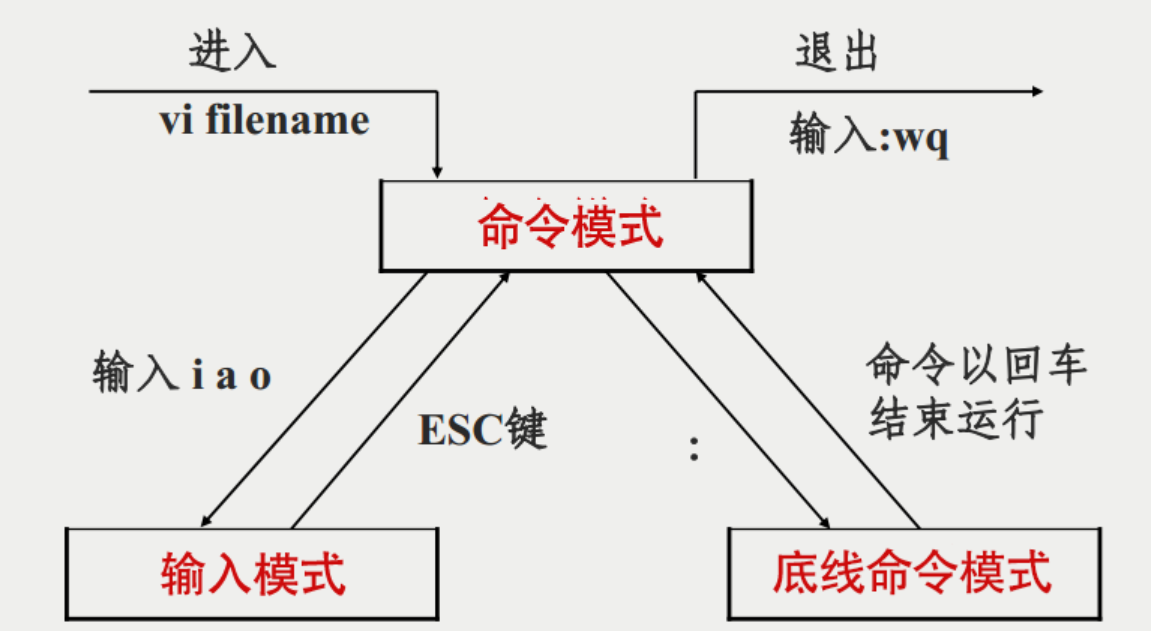 进入
vi filename
退出
输入:wq
命令模式
输入 i a o
ESC键
:
命令以回车
结束运行
输入模式
底线命令模式